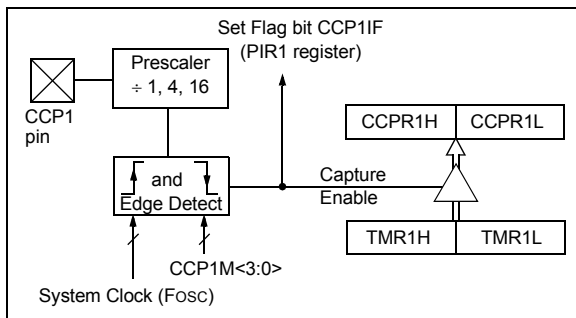 Set Flag bit CCP1IF
(PIR1 register)
Prescaler
÷ 1, 4, 16
CCP1
pin
CCPR1H
CCPR1L
and
Edge Detect
Capture
Enable
TMR1H
TMR1L
CCP1M<3:0>
System Clock (FOSC)